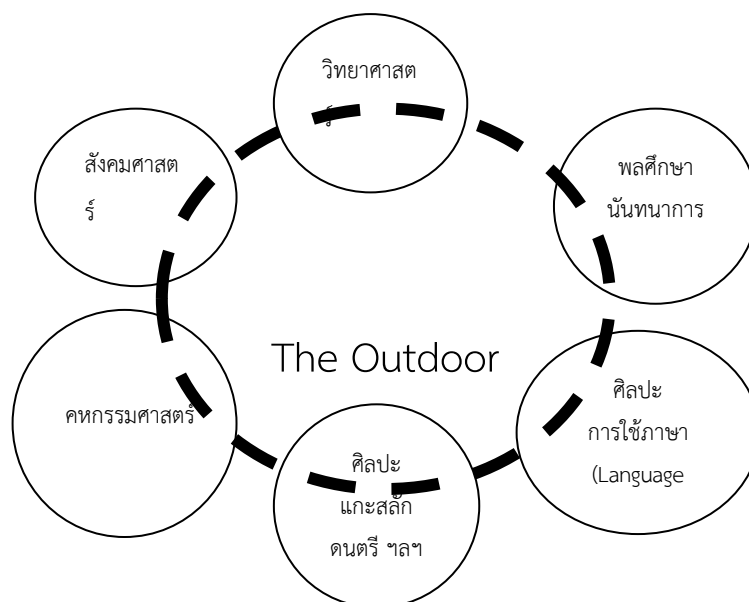 วิทยาศาสต
ร์
สังคมศาสต
ร์
พลศึกษา
นันทนาการ
The Outdoor
คหกรรมศาสตร์
ศิลปะ
การใช้ภาษา
(Language
ศิลปะ
แกะสลัก
ดนตรี ฯลฯ